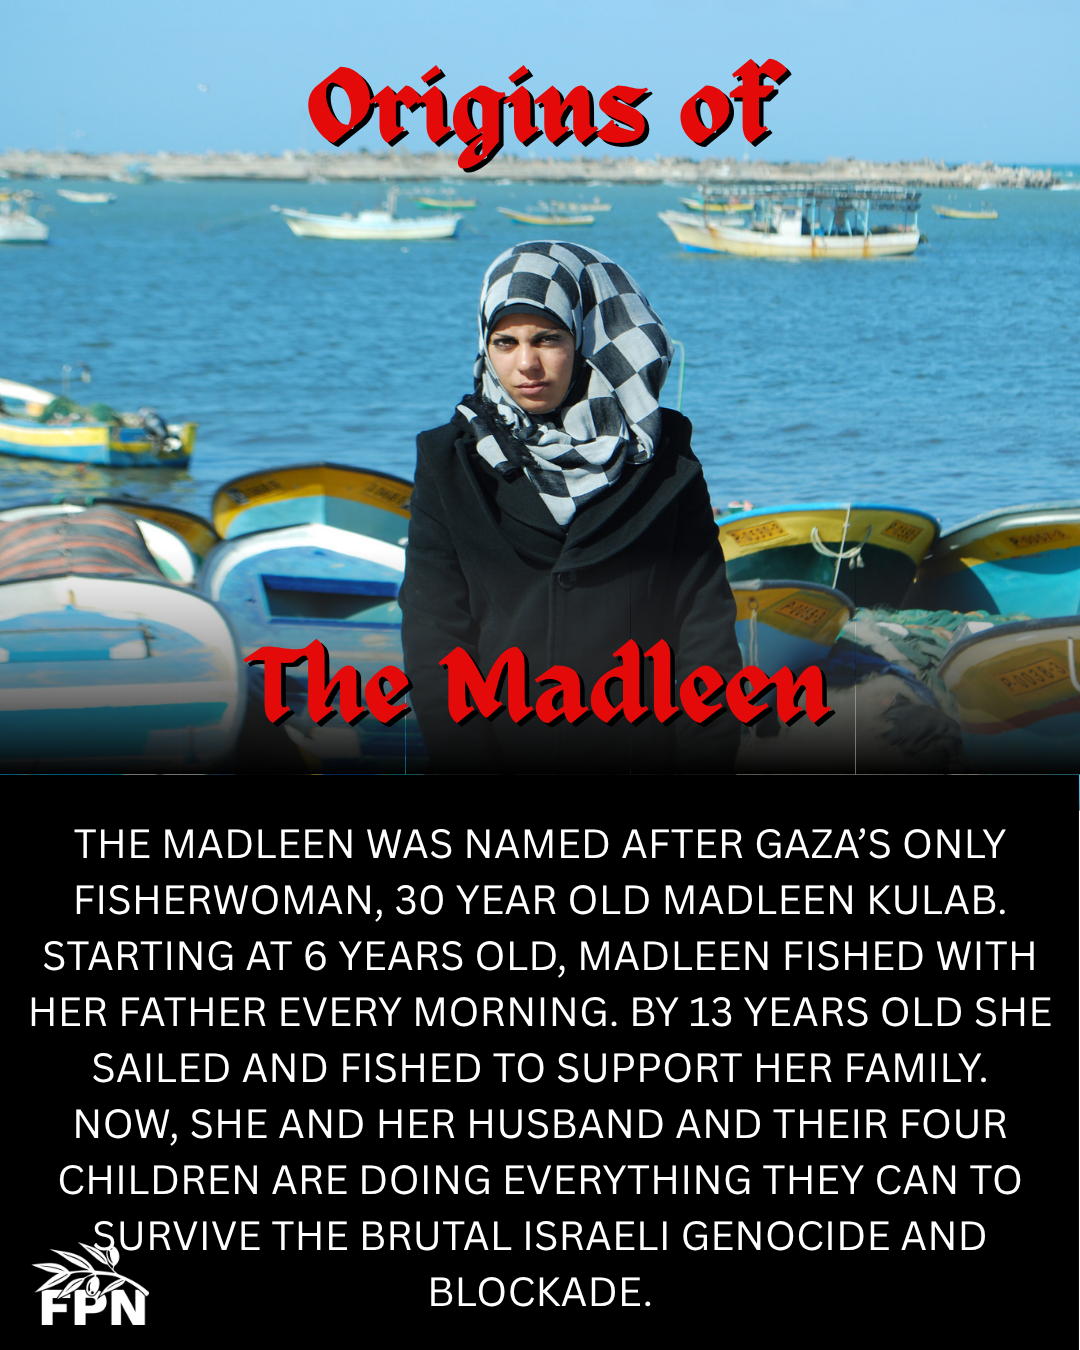 Origins of
The Madleen
THE MADLEEN WAS NAMED AFTER GAZA’S ONLY
FISHERWOMAN, 30 YEAR OLD MADLEEN KULAB.
STARTING AT 6 YEARS OLD, MADLEEN FISHED WITH
HER FATHER EVERY MORNING. BY 13 YEARS OLD SHE
SAILED AND FISHED TO SUPPORT HER FAMILY.
NOW, SHE AND HER HUSBAND AND THEIR FOUR
CHILDREN ARE DOING EVERYTHING THEY CAN TO
SURVIVE THE BRUTAL ISRAELI GENOCIDE AND
BLOCKADE.
FPN